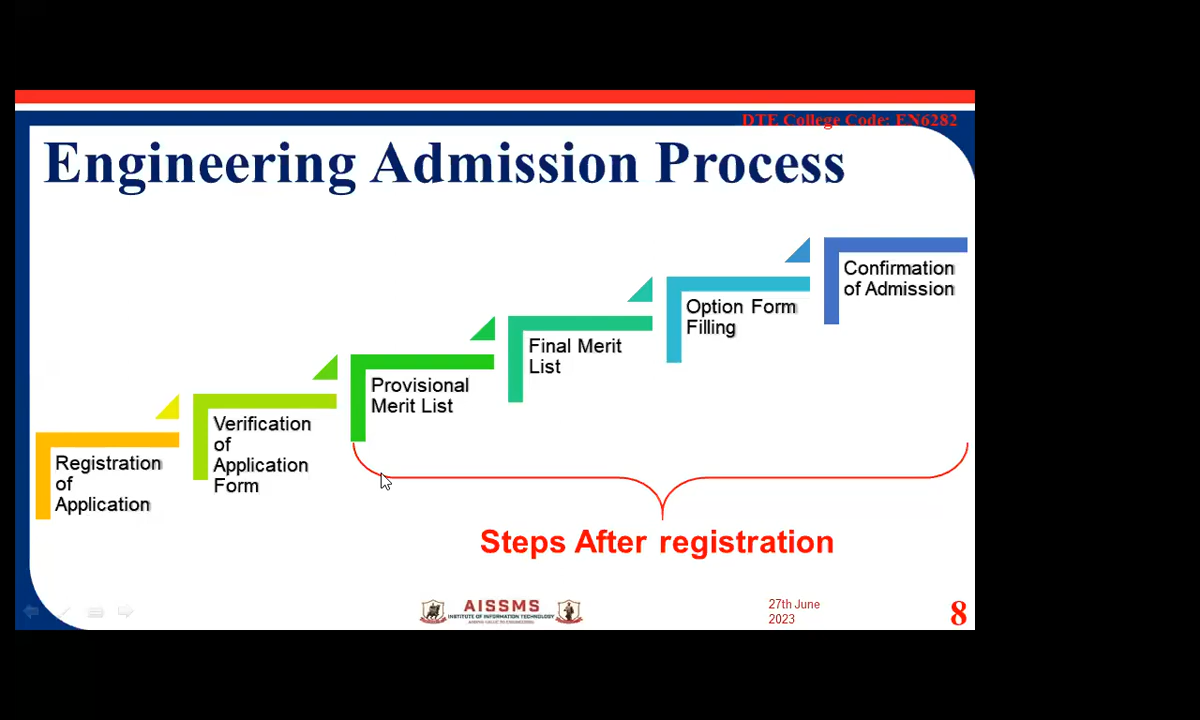 DTE College Code: EN6282
Engineering Admission Process
Confirmation
of Admission
Option Form
Filling
Final Merit
List
Provisional
Merit List
Verification
of
Application
Form
Registration
of
Application
Steps After registration
AISSMS
INSTITUTE OF INFORMATION TECHNOLOGY
27th June
2023
8